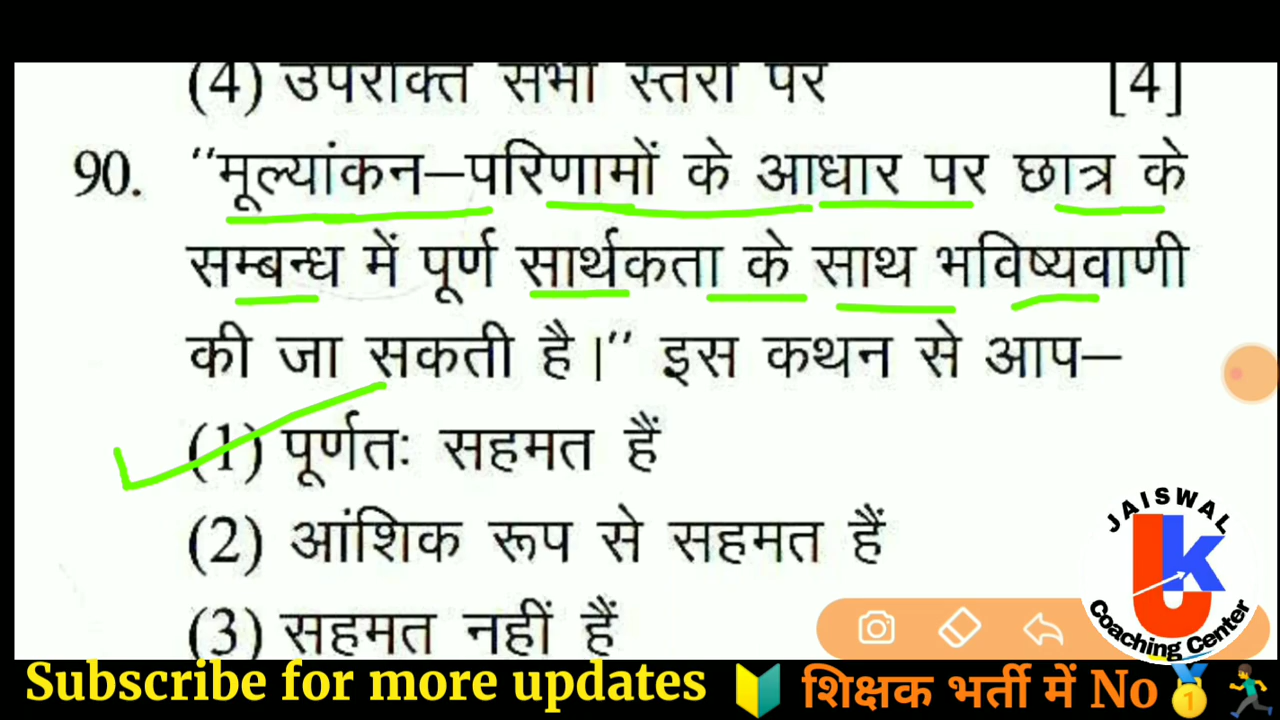 (4) उपरोक्त सभी स्तरों पर [4]
90. "मूल्यांकन–परिणामों के आधार पर छात्र के
सम्बन्ध में पूर्ण सार्थकता के साथ भविष्यवाणी
की जा सकती है।" इस कथन से आप–
(1) पूर्णतः सहमत हैं
(2) आंशिक रूप से सहमत हैं
(3) सहमत नहीं हैं
JAISWAL
JK
Coaching Center
Subscribe for more updates 🔰 शिक्षक भर्ती में No 🥇 🏃